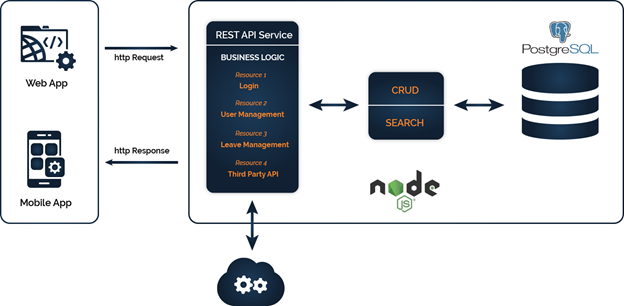 Web App
Mobile App
http Request
http Response
REST API Service
BUSINESS LOGIC
Resource 1
Login
Resource 2
User Management
Resource 3
Leave Management
Resource 4
Third Party API
CRUD
SEARCH
node
JS
PostgreSQL